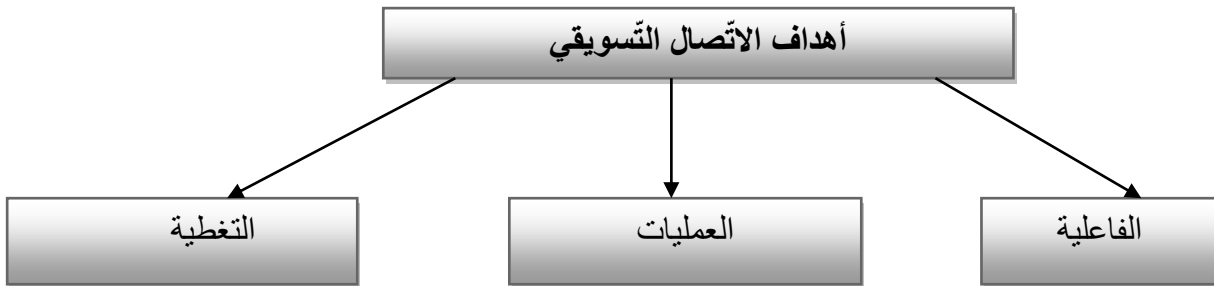 أهداف الاتّصال التّسويقي
الفاعلية
العمليات
التغطية